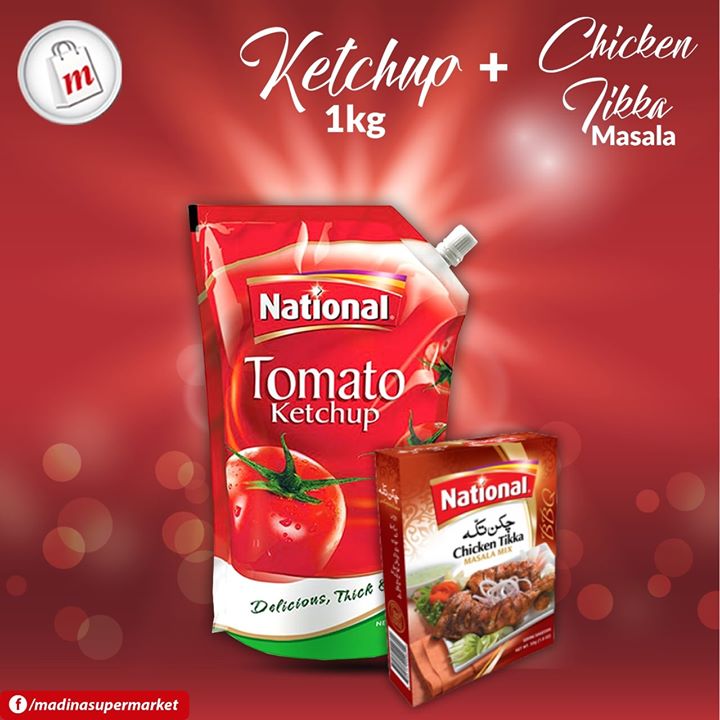 m
Ketchup + Chicken
1kg
Tikka
Masala
National
Tomato
Ketchup
Delicious, Thick &
NE
National
چکن تکہ
Chicken Tikka
MASALA MIX
BBQ
f /madinasupermarket